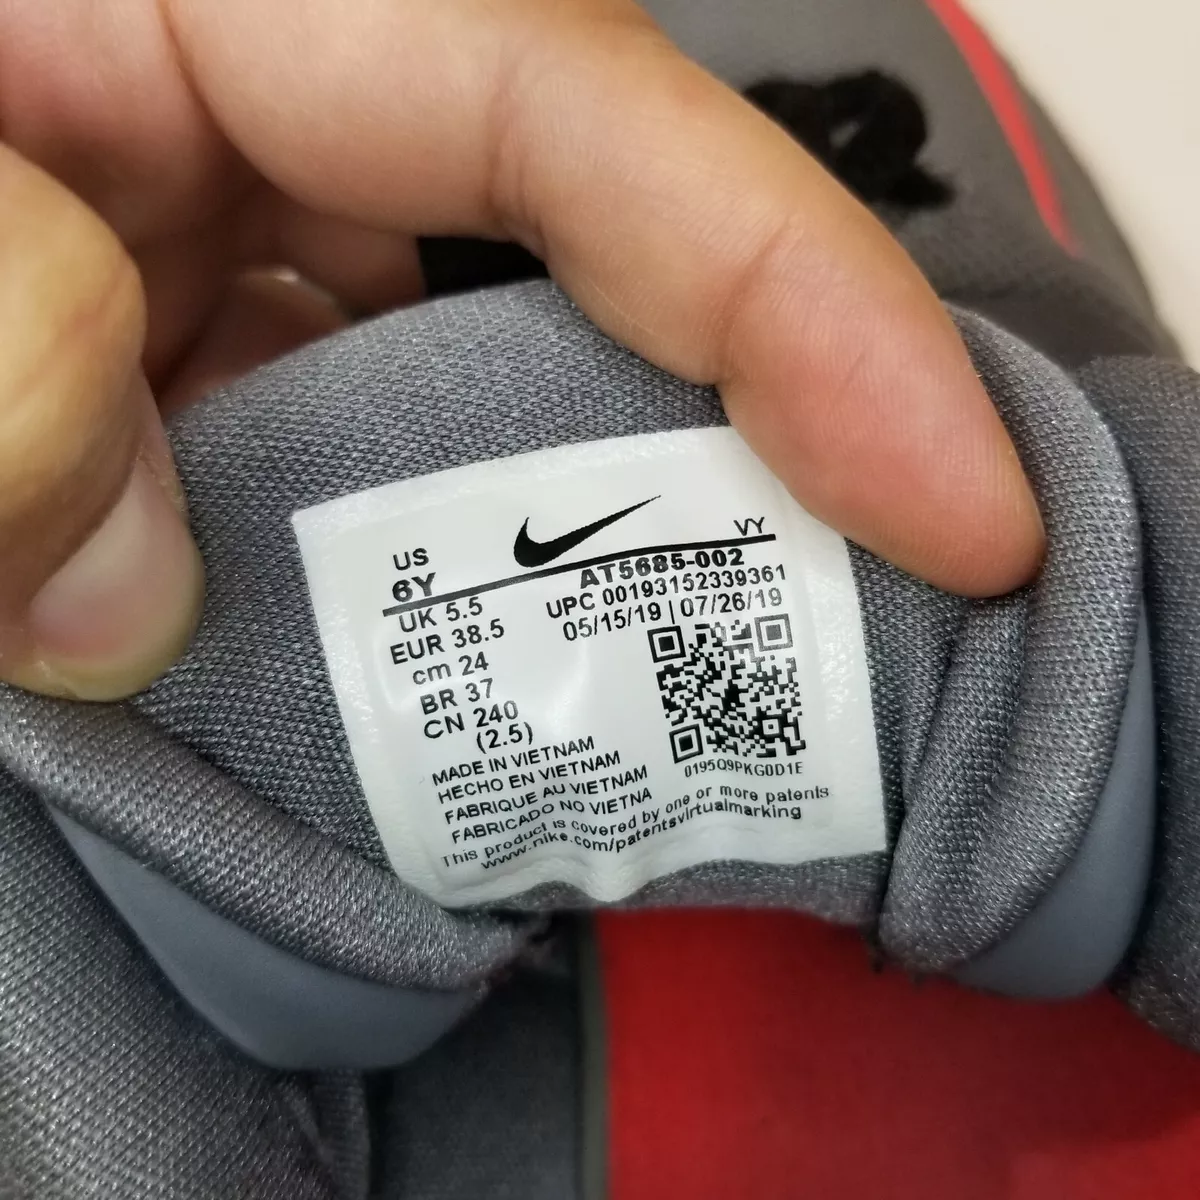 US
6Y
UK 5.5
EUR 38.5
cm 24
BR 37
CN 240
(2.5)
VY
AT5685-002
UPC 00193152339361
05/15/19 | 07/26/19
0195Q9PKG0D1E
MADE IN VIETNAM
HECHO EN VIETNAM
FABRIQUE AU VIETNAM
FABRICADO NO VIETNA
This product is covered by one or more patents
www.nike.com/patentsvirtualmarking